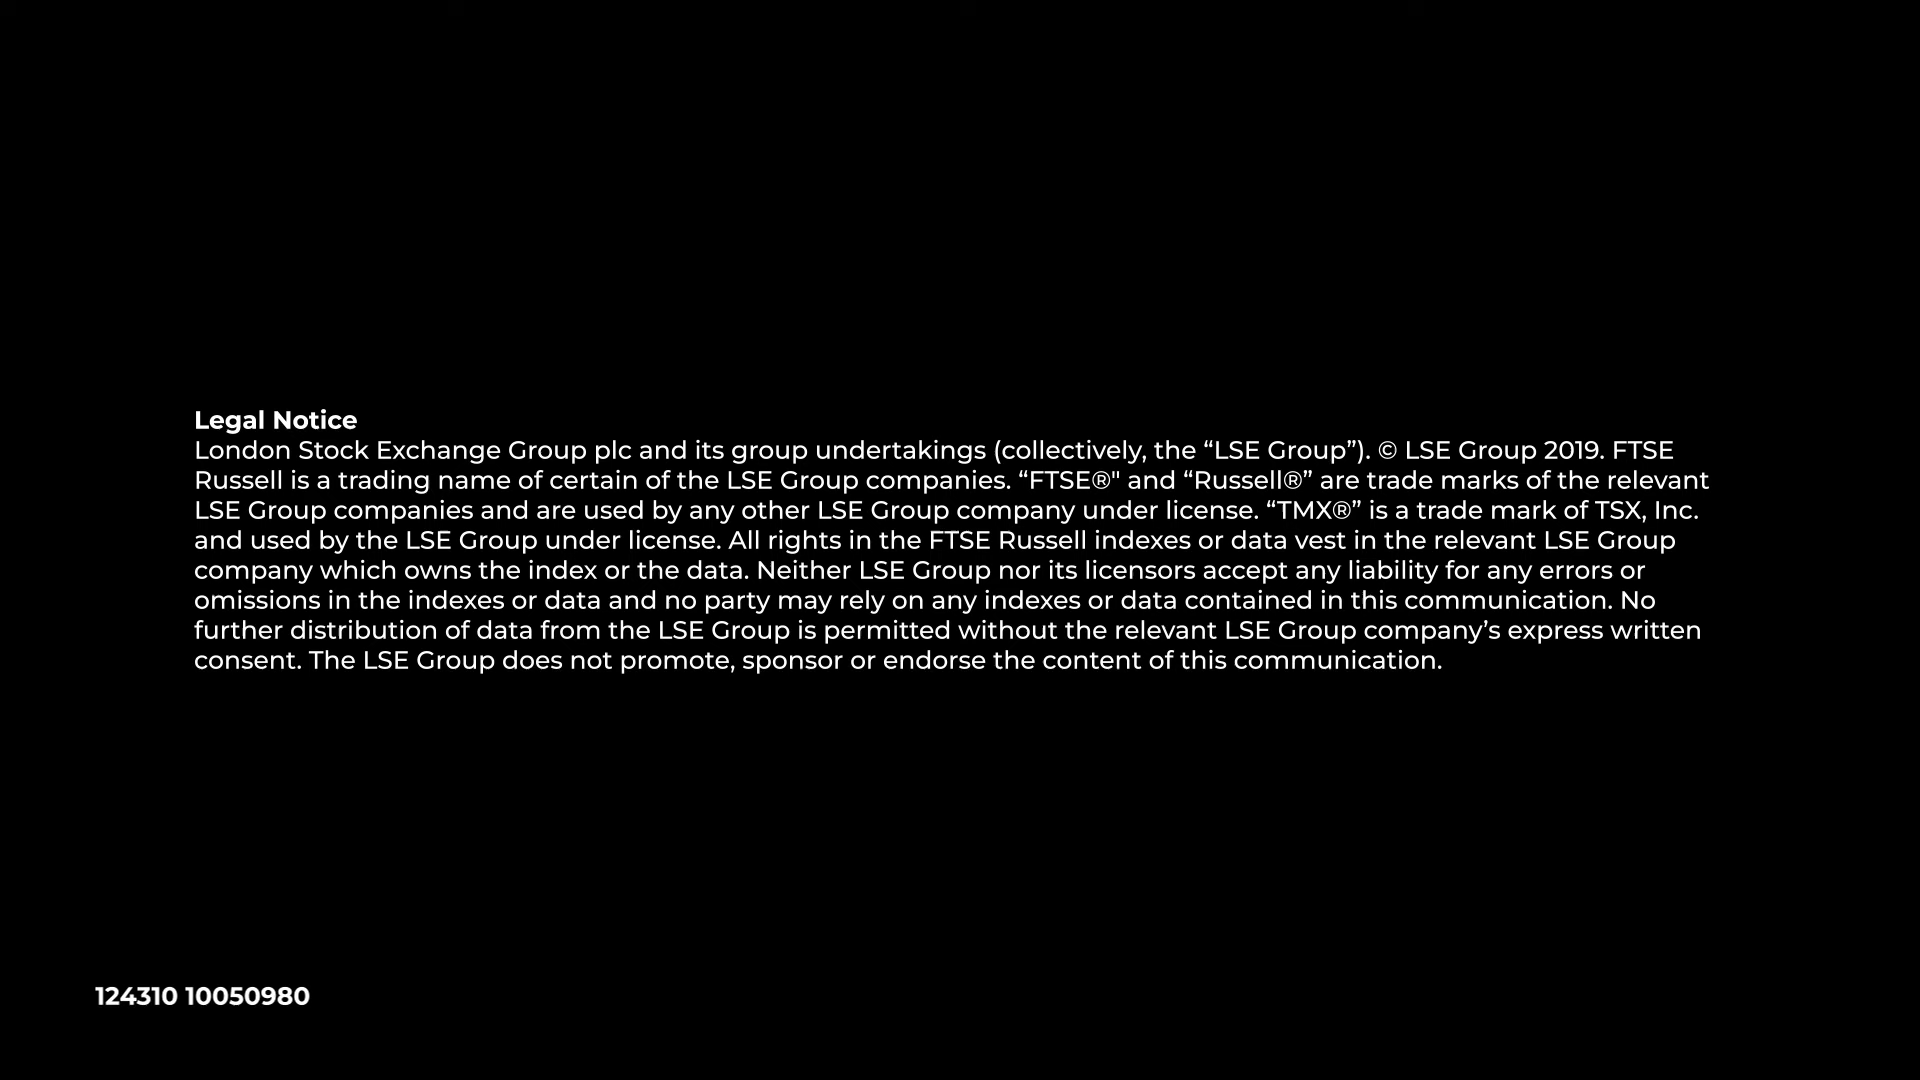 Legal Notice
London Stock Exchange Group plc and its group undertakings (collectively, the “LSE Group”). © LSE Group 2019. FTSE
Russell is a trading name of certain of the LSE Group companies. “FTSE®" and “Russell®” are trade marks of the relevant
LSE Group companies and are used by any other LSE Group company under license. “TMX®” is a trade mark of TSX, Inc.
and used by the LSE Group under license. All rights in the FTSE Russell indexes or data vest in the relevant LSE Group
company which owns the index or the data. Neither LSE Group nor its licensors accept any liability for any errors or
omissions in the indexes or data and no party may rely on any indexes or data contained in this communication. No
further distribution of data from the LSE Group is permitted without the relevant LSE Group company’s express written
consent. The LSE Group does not promote, sponsor or endorse the content of this communication.
124310 10050980